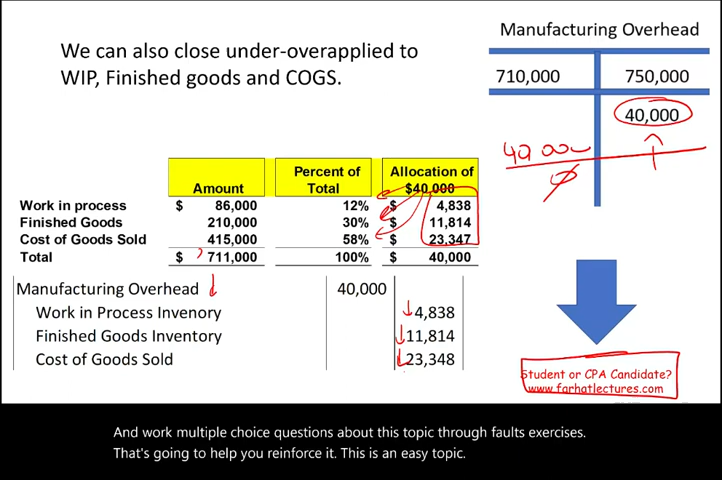 We can also close under-overapplied to
WIP, Finished goods and COGS.
Manufacturing Overhead
710,000 750,000
40,000
40 000
Amount Percent of Total Allocation of $40,000
Work in process $ 86,000 12% $ 4,838
Finished Goods 210,000 30% $ 11,814
Cost of Goods Sold 415,000 58% $ 23,347
Total $ 711,000 100% $ 40,000
Manufacturing Overhead 40,000
Work in Process Invenory 4,838
Finished Goods Inventory 11,814
Cost of Goods Sold 23,348
Student or CPA Candidate?
www.farhatlectures.com
And work multiple choice questions about this topic through faults exercises.
That's going to help you reinforce it. This is an easy topic.